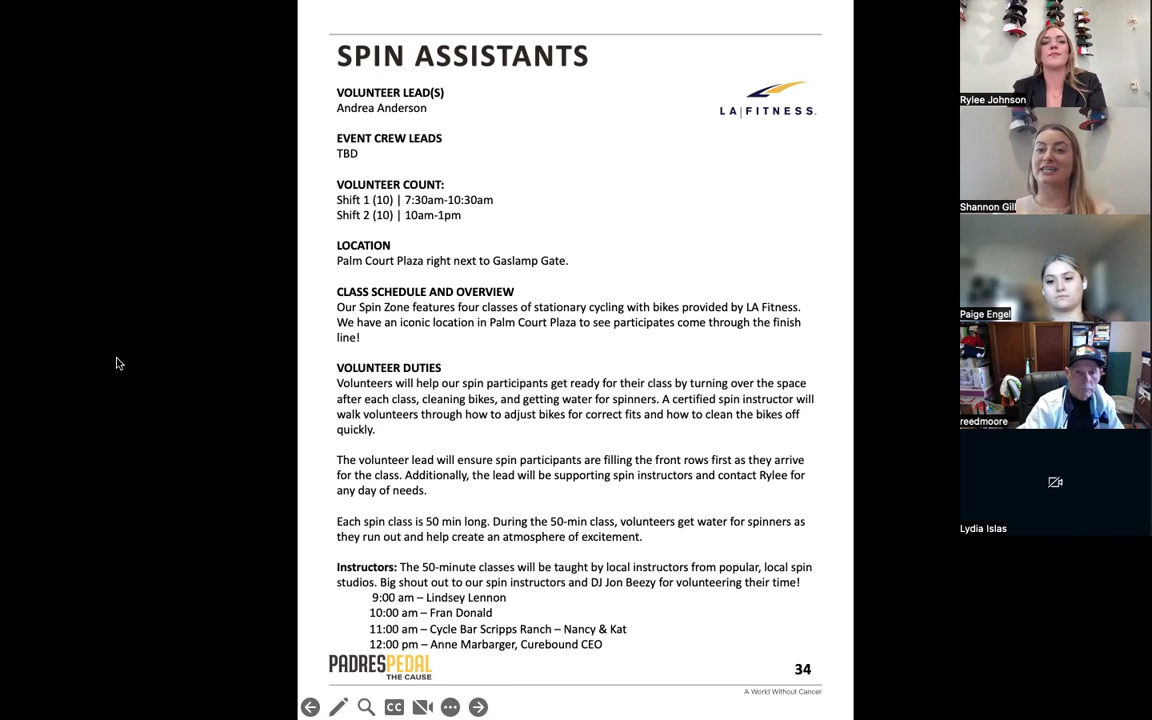 SPIN ASSISTANTS
VOLUNTEER LEAD(S)
Andrea Anderson
LA|FITNESS.
EVENT CREW LEADS
TBD
VOLUNTEER COUNT:
Shift 1 (10) | 7:30am-10:30am
Shift 2 (10) | 10am-1pm
LOCATION
Palm Court Plaza right next to Gaslamp Gate.
CLASS SCHEDULE AND OVERVIEW
Our Spin Zone features four classes of stationary cycling with bikes provided by LA Fitness.
We have an iconic location in Palm Court Plaza to see participates come through the finish
line!
VOLUNTEER DUTIES
Volunteers will help our spin participants get ready for their class by turning over the space
after each class, cleaning bikes, and getting water for spinners. A certified spin instructor will
walk volunteers through how to adjust bikes for correct fits and how to clean the bikes off
quickly.
The volunteer lead will ensure spin participants are filling the front rows first as they arrive
for the class. Additionally, the lead will be supporting spin instructors and contact Rylee for
any day of needs.
Each spin class is 50 min long. During the 50-min class, volunteers get water for spinners as
they run out and help create an atmosphere of excitement.
Instructors: The 50-minute classes will be taught by local instructors from popular, local spin
studios. Big shout out to our spin instructors and DJ Jon Beezy for volunteering their time!
9:00 am – Lindsey Lennon
10:00 am – Fran Donald
11:00 am – Cycle Bar Scripps Ranch – Nancy & Kat
12:00 pm – Anne Marbarger, Curebound CEO
PADRESPEDAL
THE CAUSE
34
A World Without Cancer
CC
Rylee Johnson
Shannon Gill
Paige Engel
reedmoore
Lydia Islas